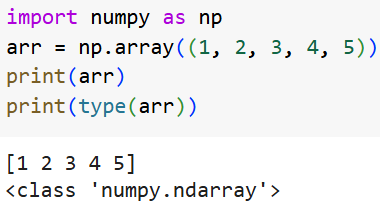 import numpy as np
arr = np.array((1, 2, 3, 4, 5))
print(arr)
print(type(arr))
[1 2 3 4 5]
<class 'numpy.ndarray'>